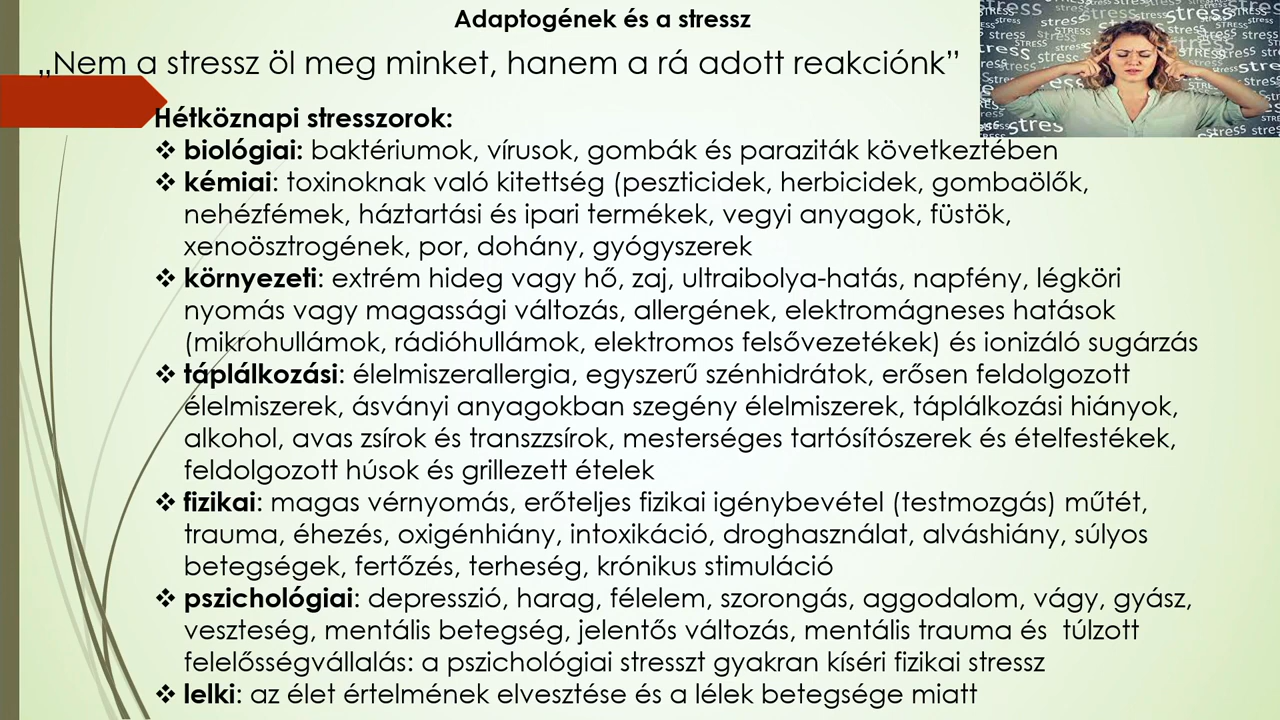 Adaptogének és a stressz
„Nem a stressz öl meg minket, hanem a rá adott reakciónk”
Hétköznapi stresszorok:
❖ biológiai: baktériumok, vírusok, gombák és paraziták következtében
❖ kémiai: toxinoknak való kitettség (peszticidek, herbicidek, gombaölők,
nehézfémek, háztartási és ipari termékek, vegyi anyagok, füstök,
xenoösztrogének, por, dohány, gyógyszerek
❖ környezeti: extrém hideg vagy hő, zaj, ultraibolya-hatás, napfény, légköri
nyomás vagy magassági változás, allergének, elektromágneses hatások
(mikrohullámok, rádióhullámok, elektromos felsővezetékek) és ionizáló sugárzás
❖ táplálkozási: élelmiszerallergia, egyszerű szénhidrátok, erősen feldolgozott
élelmiszerek, ásványi anyagokban szegény élelmiszerek, táplálkozási hiányok,
alkohol, avas zsírok és transzzsírok, mesterséges tartósítószerek és ételfestékek,
feldolgozott húsok és grillezett ételek
❖ fizikai: magas vérnyomás, erőteljes fizikai igénybevétel (testmozgás) műtét,
trauma, éhezés, oxigénhiány, intoxikáció, droghasználat, alváshiány, súlyos
betegségek, fertőzés, terheség, krónikus stimuláció
❖ pszichológiai: depresszió, harag, félelem, szorongás, aggodalom, vágy, gyász,
veszteség, mentális betegség, jelentős változás, mentális trauma és  túlzott
felelősségvállalás: a pszichológiai stresszt gyakran kíséri fizikai stressz
❖ lelki: az élet értelmének elvesztése és a lélek betegsége miatt